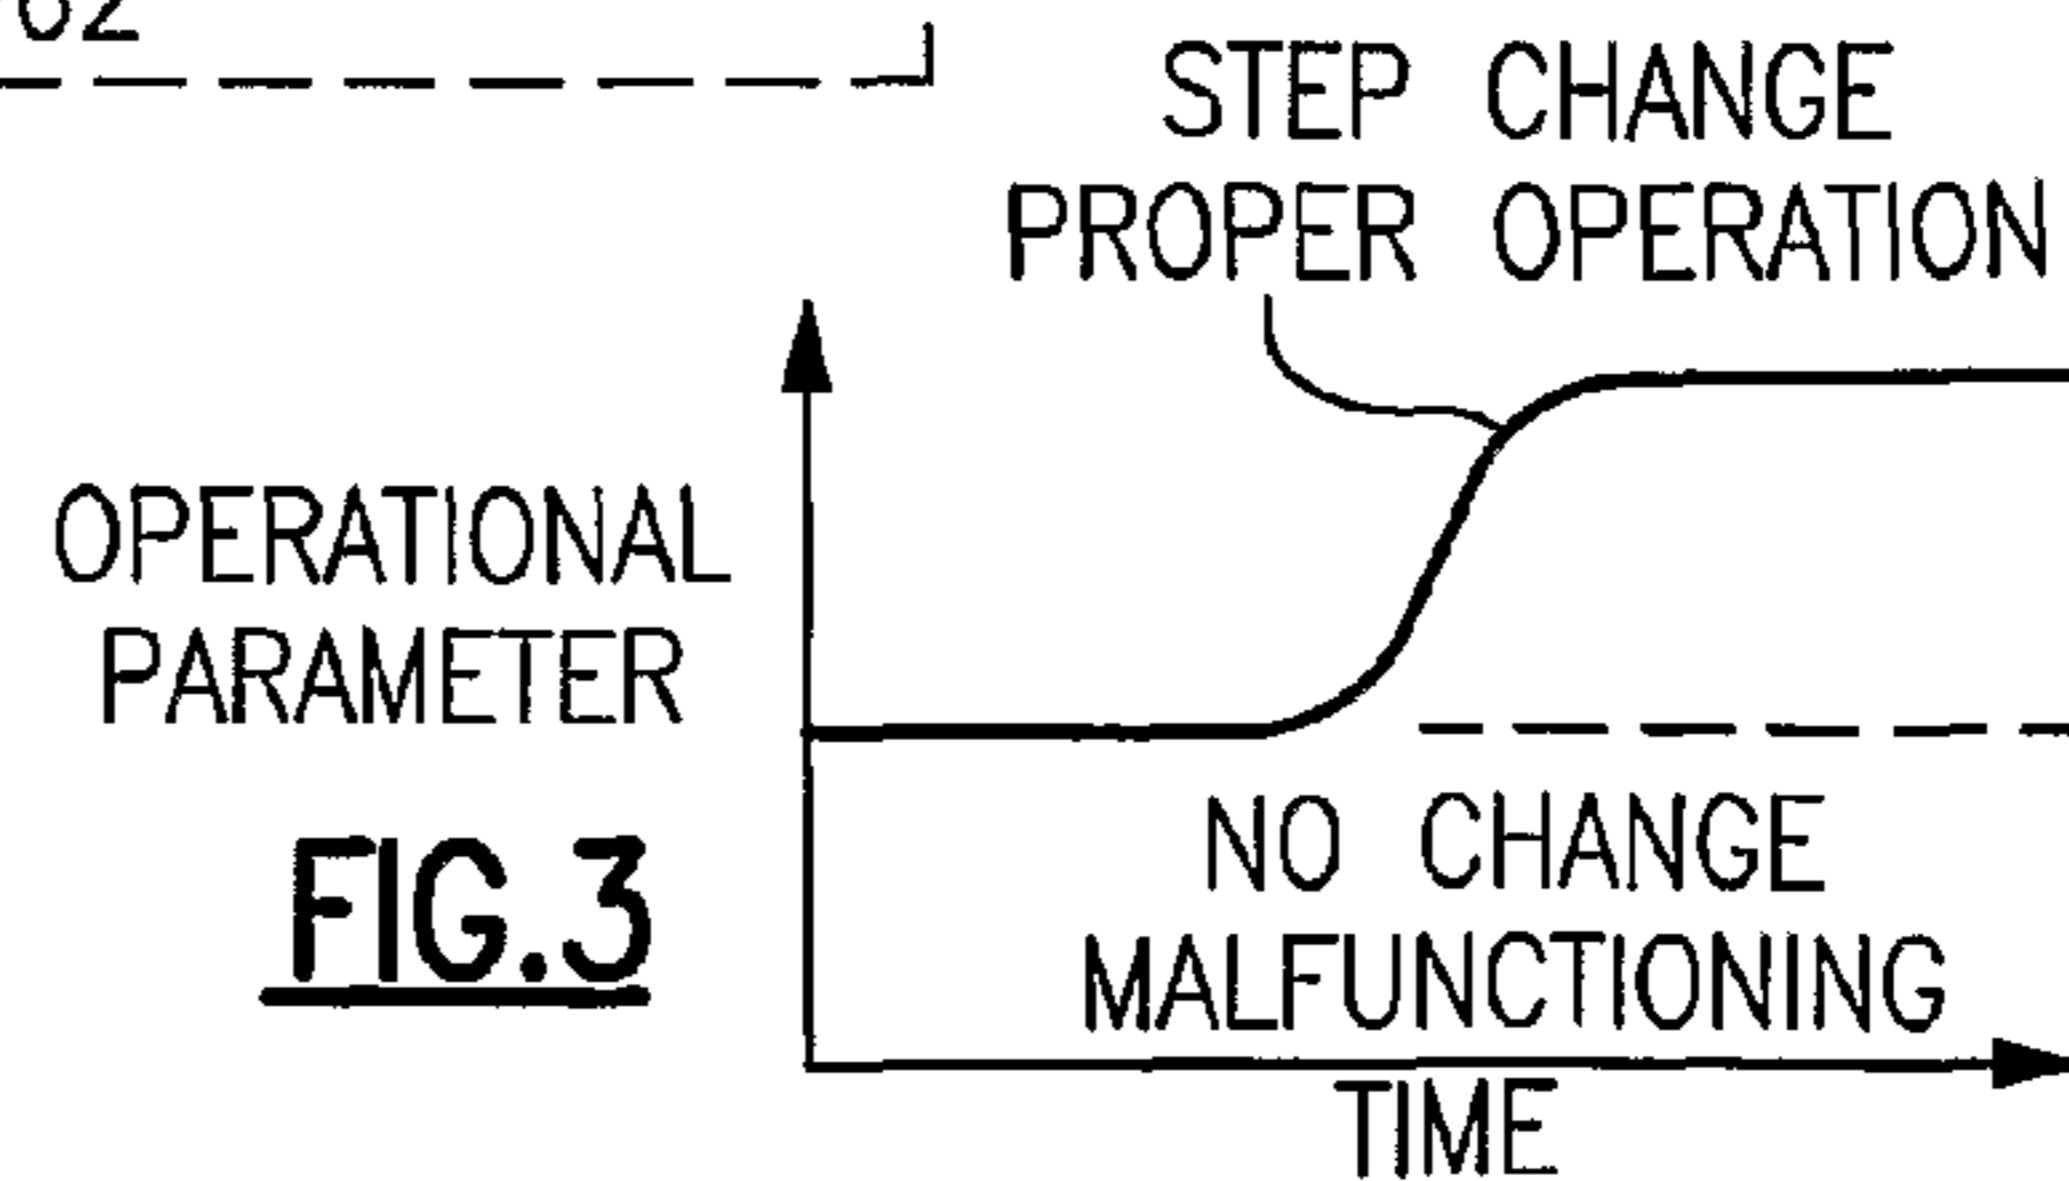 STEP CHANGE
PROPER OPERATION
OPERATIONAL
PARAMETER
NO CHANGE
MALFUNCTIONING
FIG.3
TIME